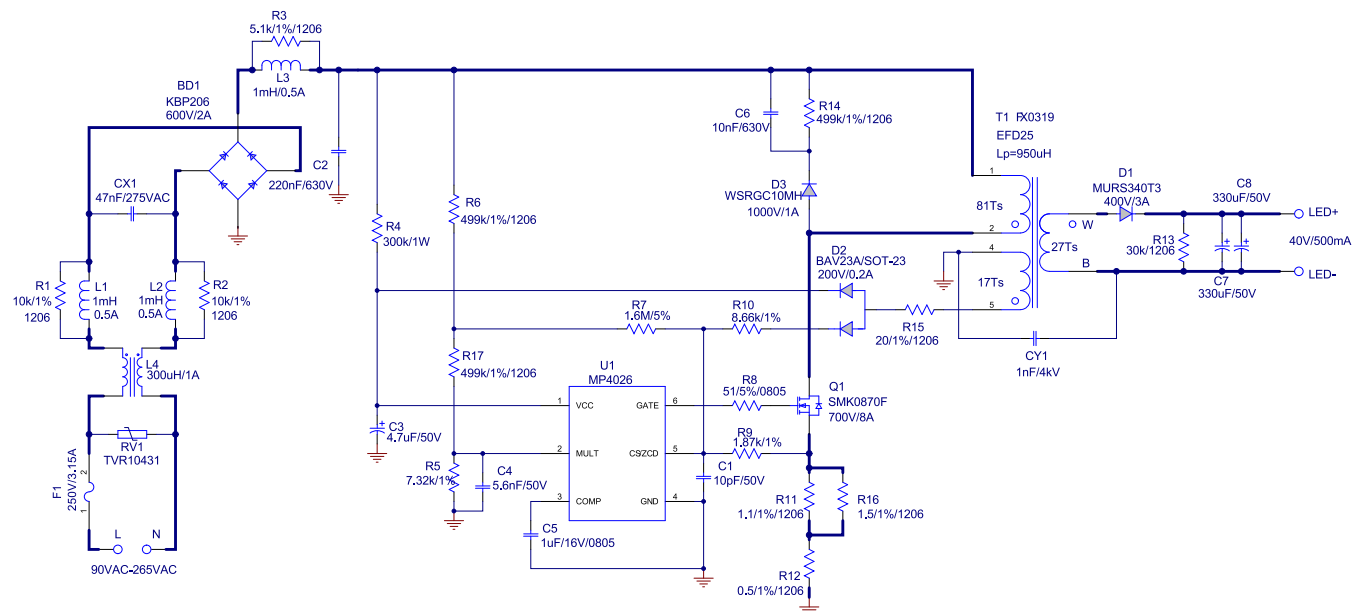 R3
5.1k/1%/1206
L3
1mH/0.5A
BD1
KBP206
600V/2A
CX1
47nF/275VAC
C2
220nF/630V
R1
10k/1%
1206
L1
1mH
0.5A
L2
1mH
0.5A
R2
10k/1%
1206
L4
300uH/1A
RV1
TVR10431
F1
250V/3.15A
2
1
L
N
90VAC-265VAC
R4
300k/1W
R6
499k/1%/1206
R17
499k/1%/1206
C3
4.7uF/50V
R5
7.32k/1%
C4
5.6nF/50V
C5
1uF/16V/0805
U1
MP4026
1
VCC
2
MULT
3
COMP
GATE
6
CS/ZCD
5
GND
4
R7
1.6M/5%
R10
8.66k/1%
R8
51/5%/0805
R9
1.87k/1%
C1
10pF/50V
C6
10nF/630V
R14
499k/1%/1206
D3
WSRGC10MH
1000V/1A
D2
BAV23A/SOT-23
200V/0.2A
R15
20/1%/1206
Q1
SMK0870F
700V/8A
R11
1.1/1%/1206
R16
1.5/1%/1206
R12
0.5/1%/1206
T1 FX0319
EFD25
Lp=950uH
1
81Ts
2
4
17Ts
5
27Ts
W
B
CY1
1nF/4kV
D1
MURS340T3
400V/3A
R13
30k/1206
C8
330uF/50V
C7
330uF/50V
LED+
40V/500mA
LED-